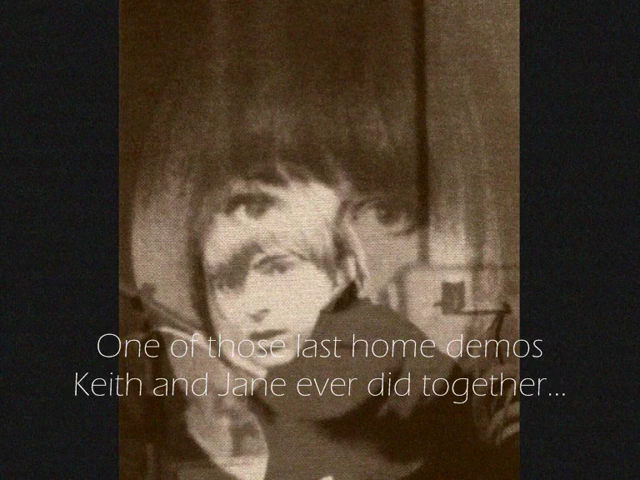 One of those last home demos
Keith and Jane ever did together...